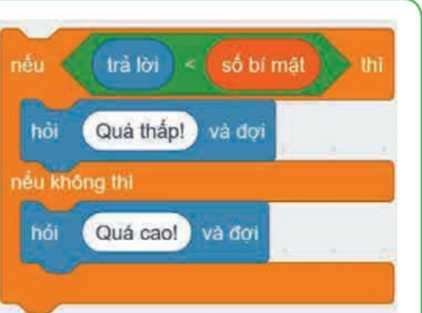 nếu trả lời < số bí mật thì
hỏi Quá thấp! và đợi
nếu không thì
hỏi Quá cao! và đợi